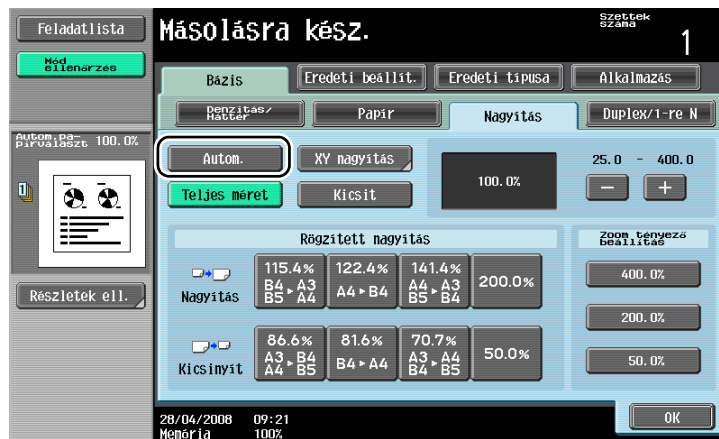 Feladatlista
Mód
ellenőrzés
Másolásra kész.
Szettek
száma
1
Bázis
Eredeti beállít.
Eredeti típusa
Alkalmazás
Denzitás/
Háttér
Papír
Nagyítás
Duplex/1-re N
Autom.pa-
pírválaszt 100.0%
Részletek ell.
Autom.
XY nagyítás
Teljes méret
Kicsit
100.0%
25.0 - 400.0
−
+
Rögzített nagyítás
Nagyítás
115.4%
B4▸A3
B5▸A4
122.4%
A4▸B4
141.4%
A4▸A3
B5▸B4
200.0%
Kicsinyít
86.6%
A3▸B4
A4▸B5
81.6%
B4▸A4
70.7%
A3▸A4
B4▸B5
50.0%
Zoom tényező
beállítás
400.0%
200.0%
50.0%
28/04/2008 09:21
Memória 100%
OK